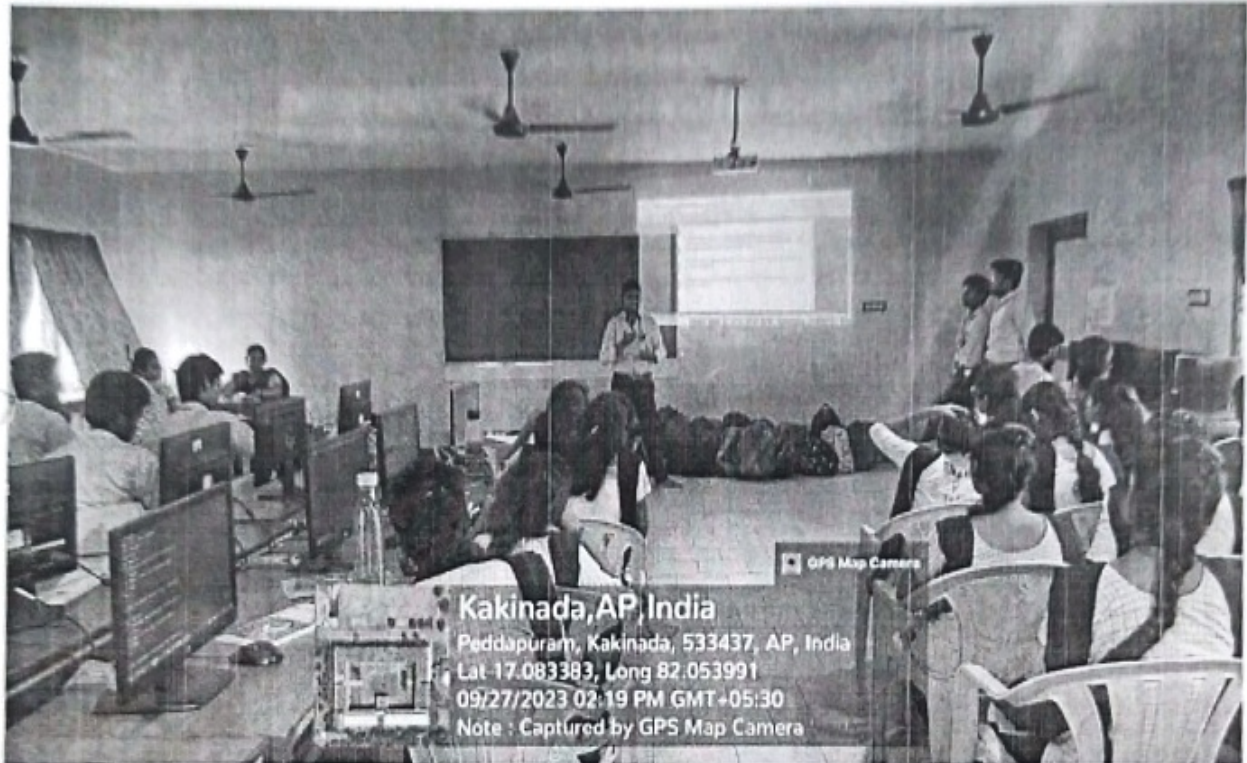 GPS Map Camera
Kakinada,AP,India
Peddapuram, Kakinada, 533437, AP, India
Lat 17.083383, Long 82.053991
09/27/2023 02:19 PM GMT+05:30
Note : Captured by GPS Map Camera